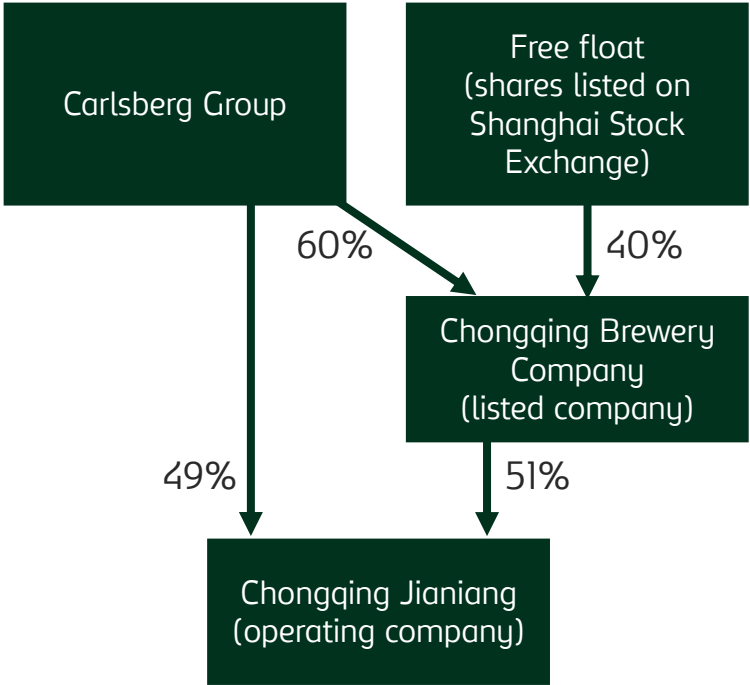 Carlsberg Group
Free float
(shares listed on
Shanghai Stock
Exchange)
60%
40%
Chongqing Brewery
Company
(listed company)
49%
51%
Chongqing Jianiang
(operating company)